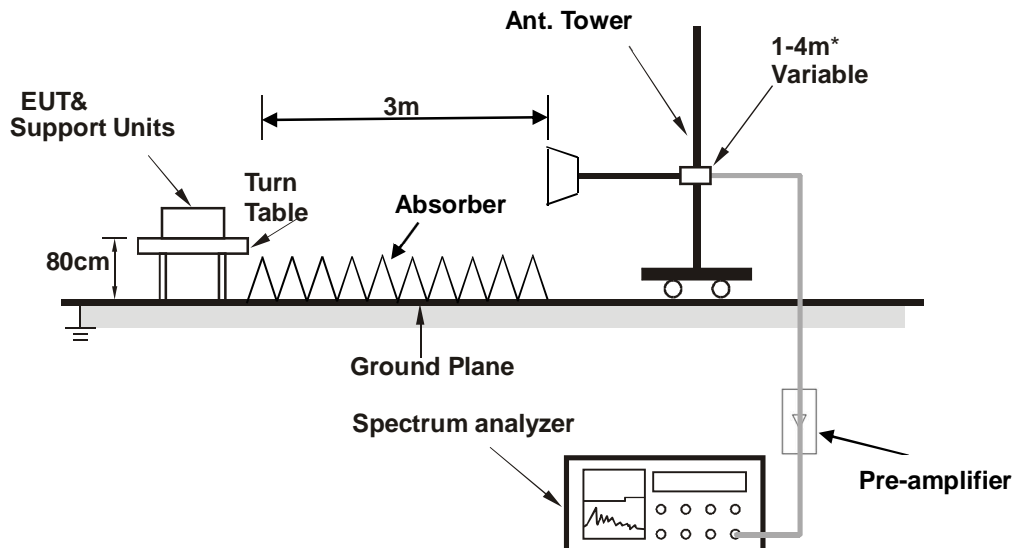 Ant. Tower
1-4m*
Variable
3m
EUT&
Support Units
Turn
Table
Absorber
80cm
Ground Plane
Spectrum analyzer
Pre-amplifier